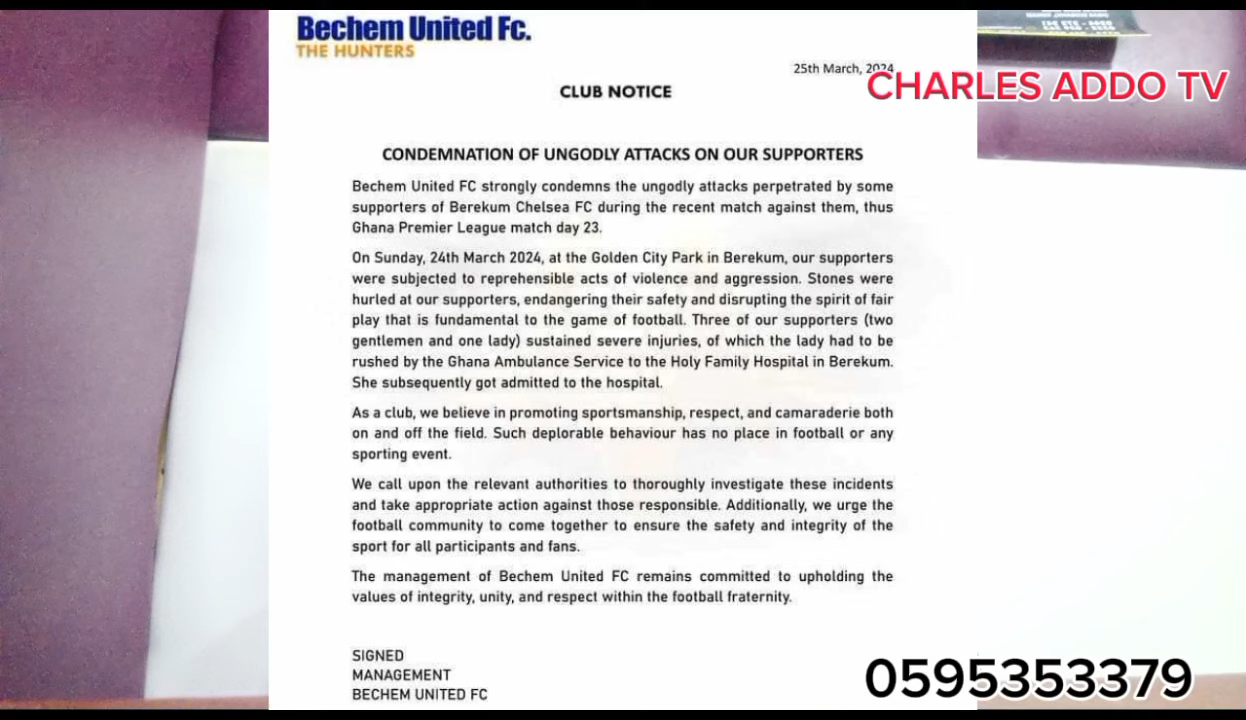 Bechem United Fc.
THE HUNTERS
25th March, 2024
CHARLES ADDO TV
CLUB NOTICE
CONDEMNATION OF UNGODLY ATTACKS ON OUR SUPPORTERS
Bechem United FC strongly condemns the ungodly attacks perpetrated by some
supporters of Berekum Chelsea FC during the recent match against them, thus
Ghana Premier League match day 23.
On Sunday, 24th March 2024, at the Golden City Park in Berekum, our supporters
were subjected to reprehensible acts of violence and aggression. Stones were
hurled at our supporters, endangering their safety and disrupting the spirit of fair
play that is fundamental to the game of football. Three of our supporters (two
gentlemen and one lady) sustained severe injuries, of which the lady had to be
rushed by the Ghana Ambulance Service to the Holy Family Hospital in Berekum.
She subsequently got admitted to the hospital.
As a club, we believe in promoting sportsmanship, respect, and camaraderie both
on and off the field. Such deplorable behaviour has no place in football or any
sporting event.
We call upon the relevant authorities to thoroughly investigate these incidents
and take appropriate action against those responsible. Additionally, we urge the
football community to come together to ensure the safety and integrity of the
sport for all participants and fans.
The management of Bechem United FC remains committed to upholding the
values of integrity, unity, and respect within the football fraternity.
SIGNED
MANAGEMENT
BECHEM UNITED FC
0595353379